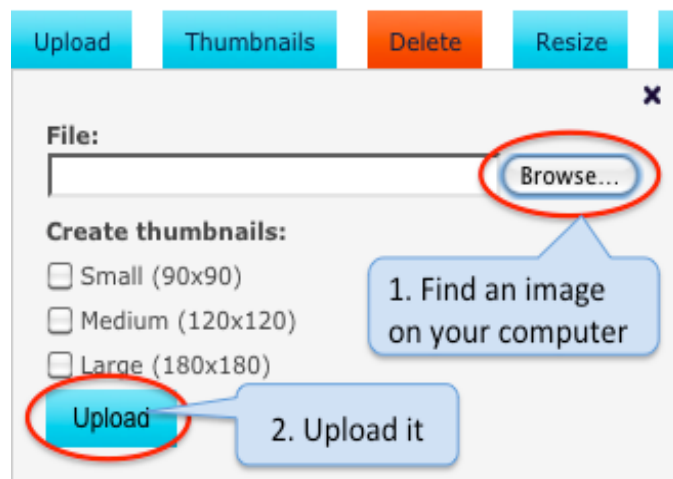 Upload Thumbnails Delete Resize
File:
Browse...
Create thumbnails:
Small (90x90)
Medium (120x120)
Large (180x180)
1. Find an image
on your computer
Upload
2. Upload it